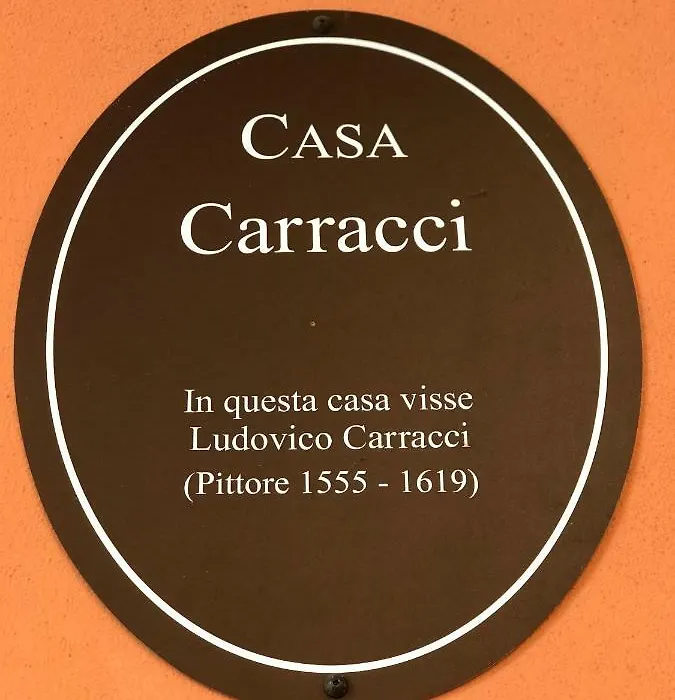 CASA
Carracci
In questa casa visse
Ludovico Carracci
(Pittore 1555 - 1619)